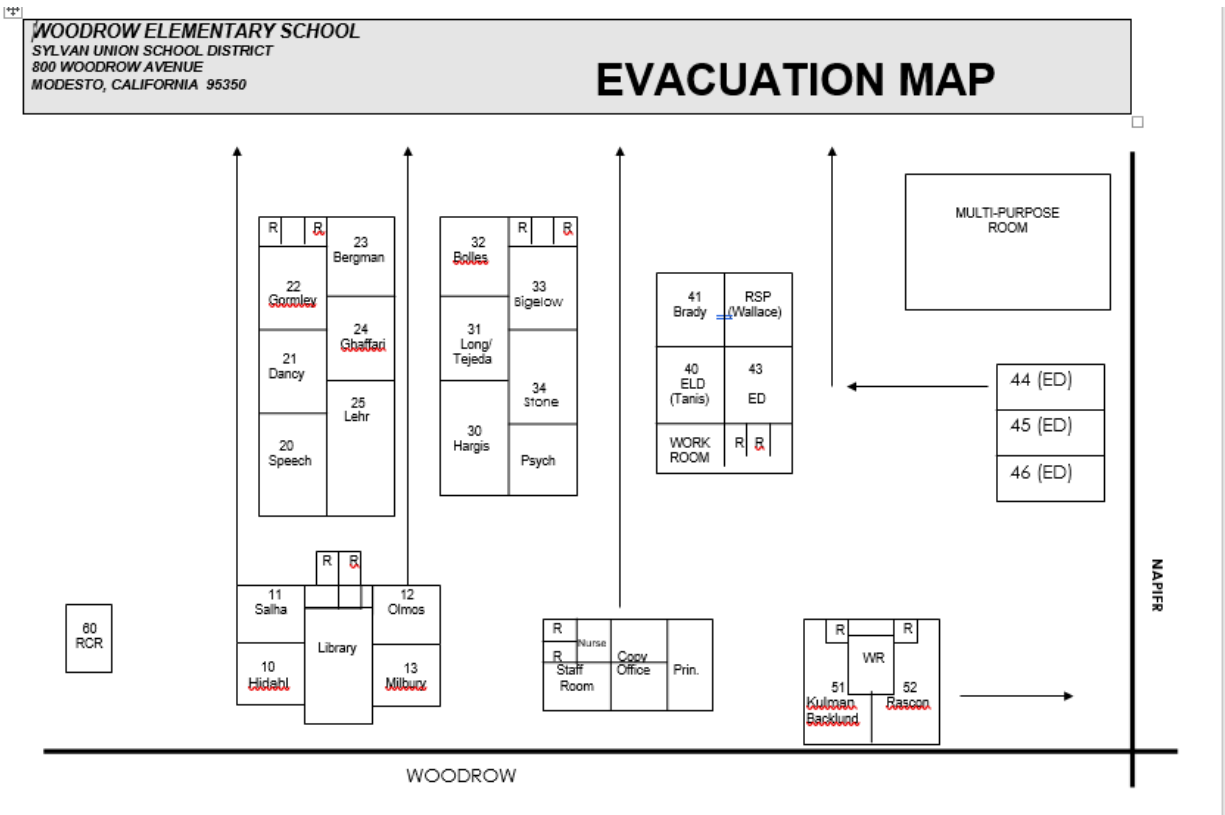 WOODROW ELEMENTARY SCHOOL
SYLVAN UNION SCHOOL DISTRICT
800 WOODROW AVENUE
MODESTO, CALIFORNIA 95350
EVACUATION MAP
MULTI-PURPOSE
ROOM
R
R
23
Bergman
22
Gormley
24
Ghaffari
21
Dancy
25
Lehr
20
Speech
32
Bolles
R
R
33
Bigelow
31
Long/
Tejeda
34
Stone
30
Hargis
Psych
41
Brady
RSP
(Wallace)
40
ELD
(Tanis)
43
ED
WORK
ROOM
R
R
44 (ED)
45 (ED)
46 (ED)
NAPIFR
60
RCR
R
R
11
Salha
12
Olmos
Library
10
Hidahl
13
Milbury
R
Nurse
R
Staff
Room
Copy
Office
Prin.
R
R
WR
51
Kulman
Backlund
52
Rascon
WOODROW